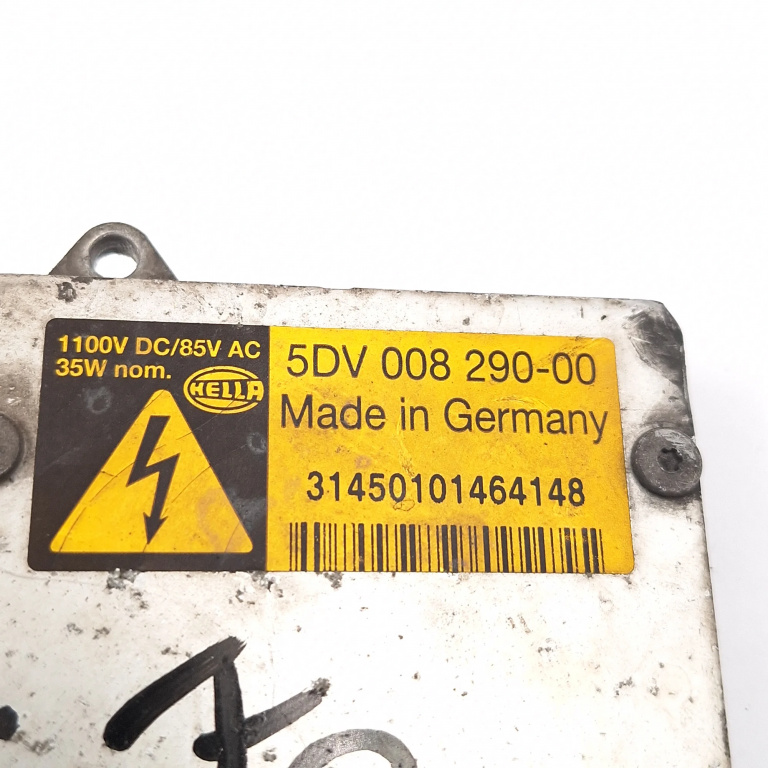 1100V DC/85V AC
35W nom.
HELLA
5DV 008 290-00
Made in Germany
31450101464148